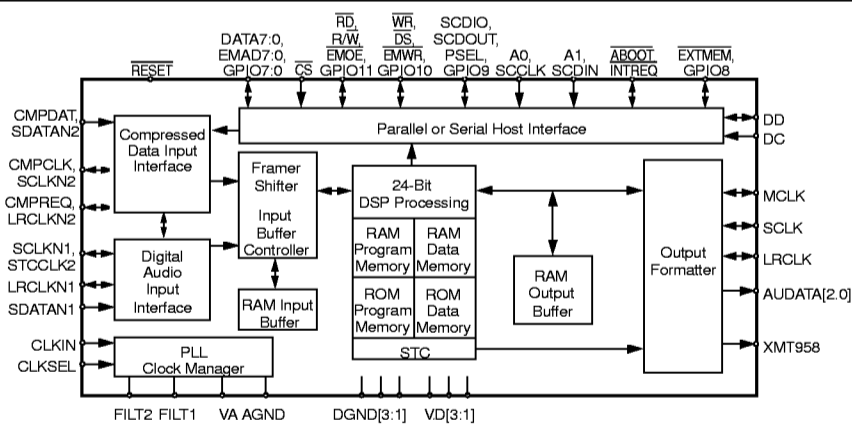 RD, WR, SCDIO,
DATA7:0, R/W, DS, SCDOUT,
EMAD7:0, EMOE, EMWR, PSEL, A0, A1, ABOOT, EXTMEM,
RESET GPIO7:0 CS GPIO11 GPIO10 GPIO9 SCCLK SCDIN INTREQ GPIO8
CMPDAT,
SDATAN2
CMPCLK,
SCLKN2
CMPREQ,
LRCLKN2
SCLKN1,
STCCLK2
LRCLKN1
SDATAN1
CLKIN
CLKSEL
Compressed
Data Input
Interface
Digital
Audio
Input
Interface
PLL
Clock Manager
Framer
Shifter
Input
Buffer
Controller
RAM Input
Buffer
Parallel or Serial Host Interface
24-Bit
DSP Processing
RAM
Program
Memory
RAM
Data
Memory
ROM
Program
Memory
ROM
Data
Memory
STC
RAM
Output
Buffer
Output
Formatter
DD
DC
MCLK
SCLK
LRCLK
AUDATA[2.0]
XMT958
FILT2 FILT1 VA AGND DGND[3:1] VD[3:1]